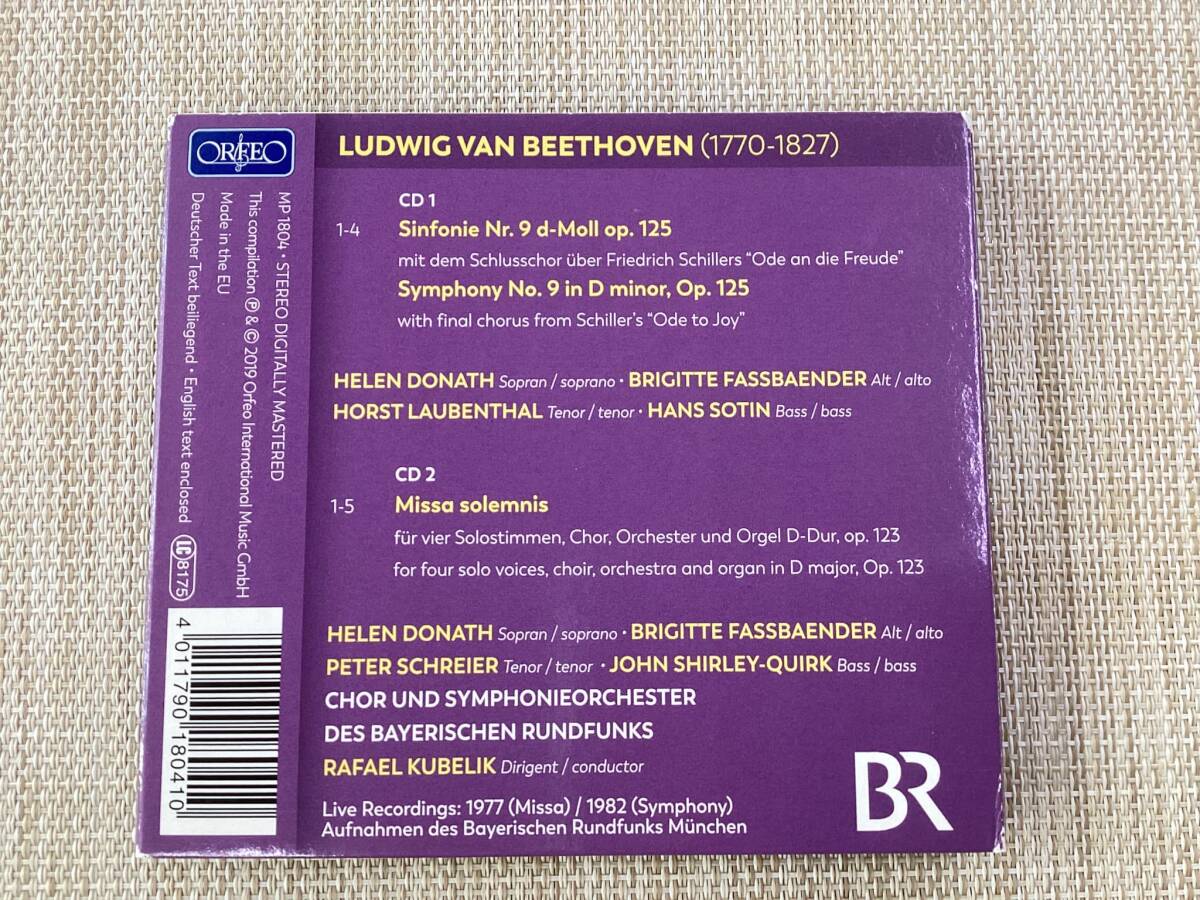 ORFEO
MP 1804 · STEREO DIGITALLY MASTERED
This compilation ℗ & © 2019 Orfeo International Music GmbH
Made in the EU
Deutscher Text beiliegend · English text enclosed
LC 8175
4 011790 180410
LUDWIG VAN BEETHOVEN (1770-1827)
CD 1
1-4 Sinfonie Nr. 9 d-Moll op. 125
mit dem Schlusschor über Friedrich Schillers “Ode an die Freude”
Symphony No. 9 in D minor, Op. 125
with final chorus from Schiller’s “Ode to Joy”
HELEN DONATH Sopran / soprano · BRIGITTE FASSBAENDER Alt / alto
HORST LAUBENTHAL Tenor / tenor · HANS SOTIN Bass / bass
CD 2
1-5 Missa solemnis
für vier Solostimmen, Chor, Orchester und Orgel D-Dur, op. 123
for four solo voices, choir, orchestra and organ in D major, Op. 123
HELEN DONATH Sopran / soprano · BRIGITTE FASSBAENDER Alt / alto
PETER SCHREIER Tenor / tenor · JOHN SHIRLEY-QUIRK Bass / bass
CHOR UND SYMPHONIEORCHESTER
DES BAYERISCHEN RUNDFUNKS
RAFAEL KUBELIK Dirigent / conductor
Live Recordings: 1977 (Missa) / 1982 (Symphony)
Aufnahmen des Bayerischen Rundfunks München
BR